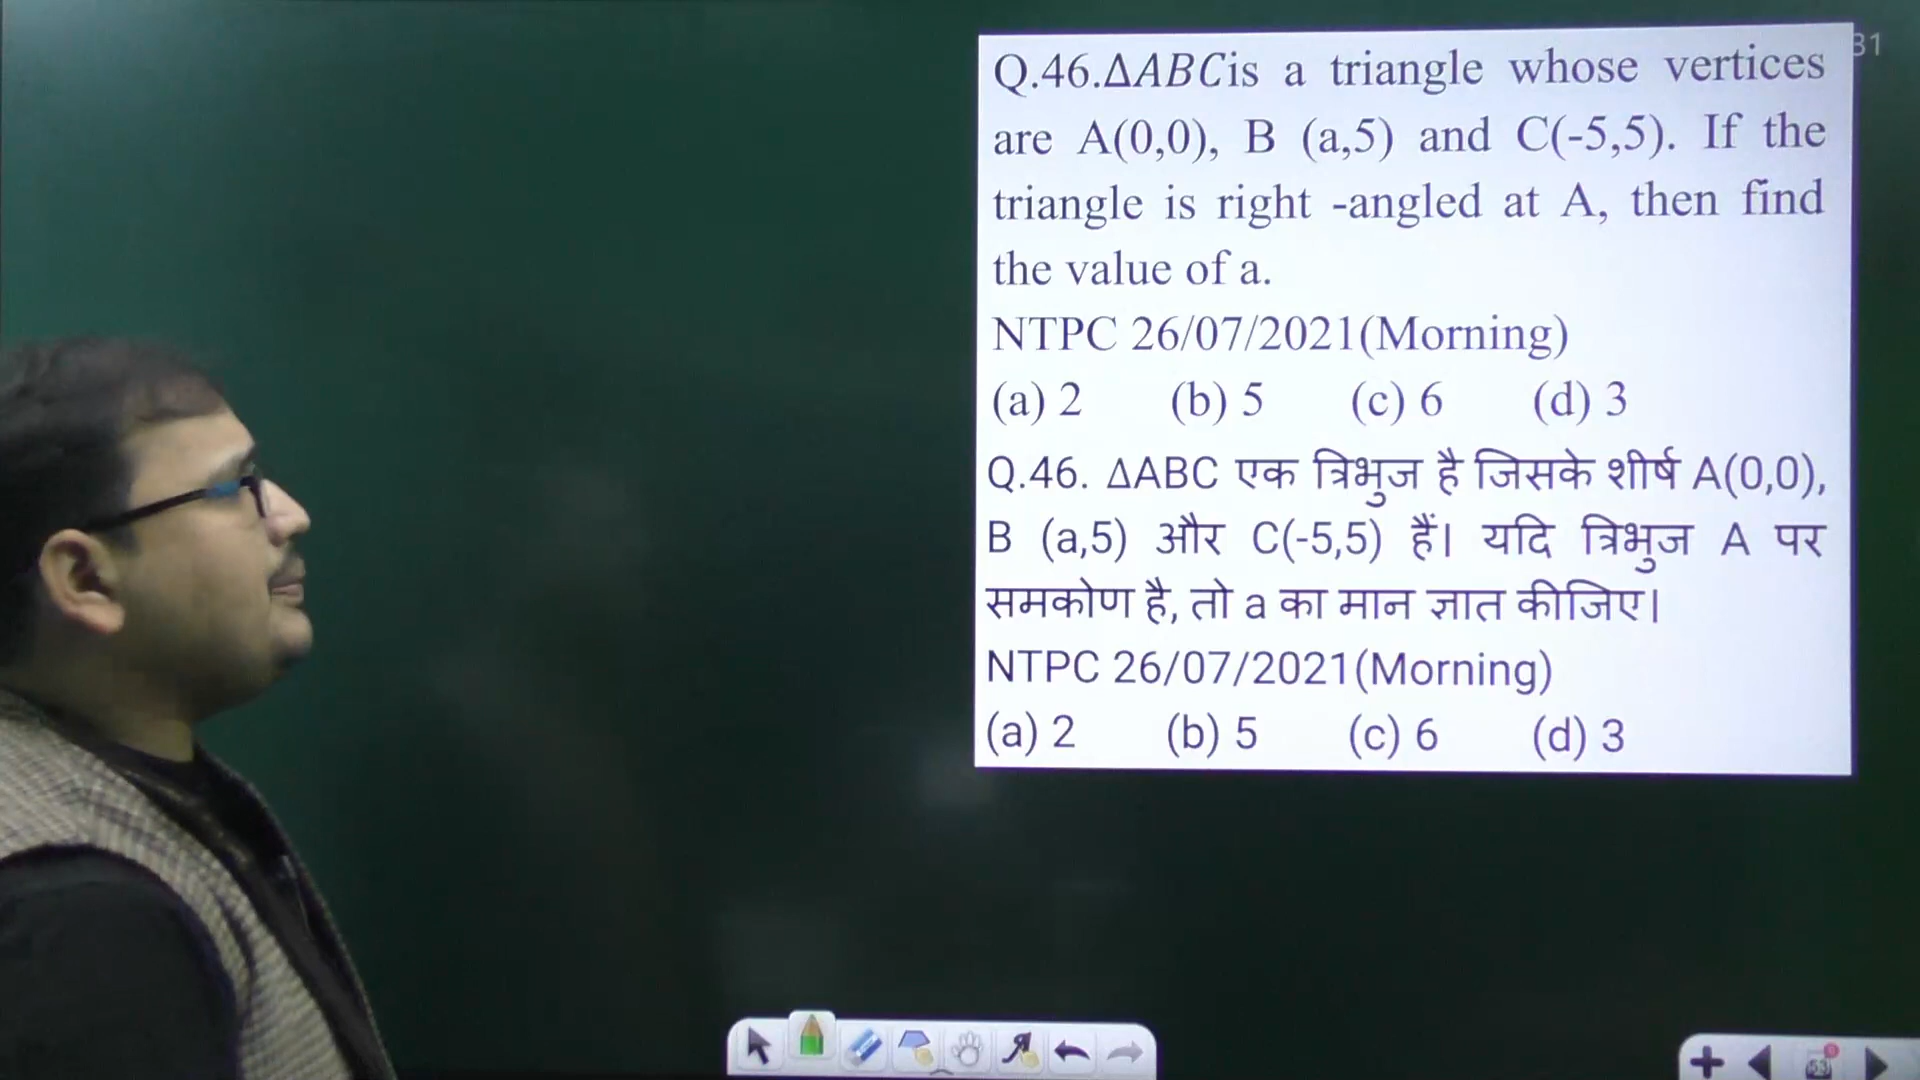 31
Q.46.ΔABCis a triangle whose vertices
are A(0,0), B (a,5) and C(-5,5). If the
triangle is right -angled at A, then find
the value of a.
NTPC 26/07/2021(Morning)
(a) 2 (b) 5 (c) 6 (d) 3
Q.46. ΔABC एक त्रिभुज है जिसके शीर्ष A(0,0),
B (a,5) और C(-5,5) हैं। यदि त्रिभुज A पर
समकोण है, तो a का मान ज्ञात कीजिए।
NTPC 26/07/2021(Morning)
(a) 2 (b) 5 (c) 6 (d) 3